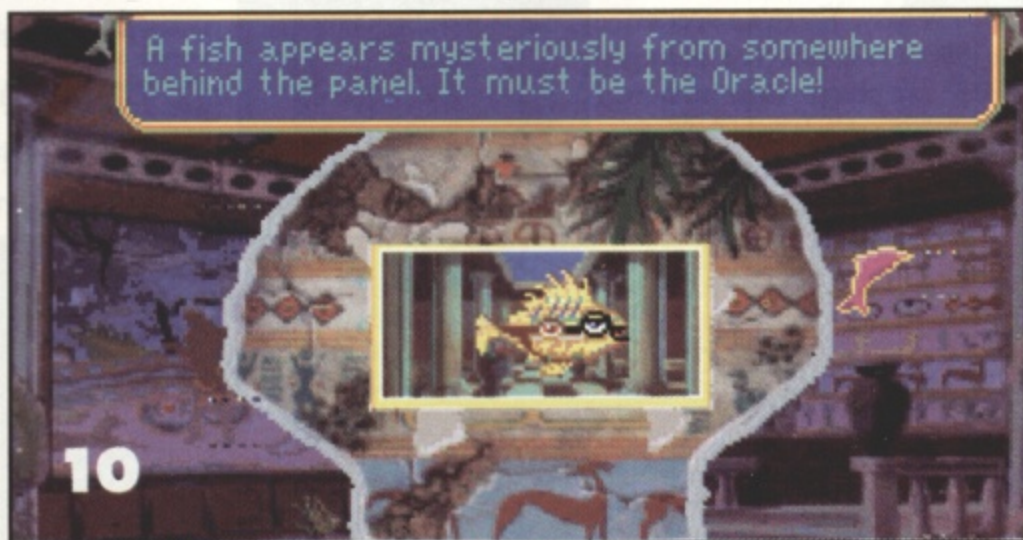 A fish appears mysteriously from somewhere
behind the panel. It must be the Oracle!
10